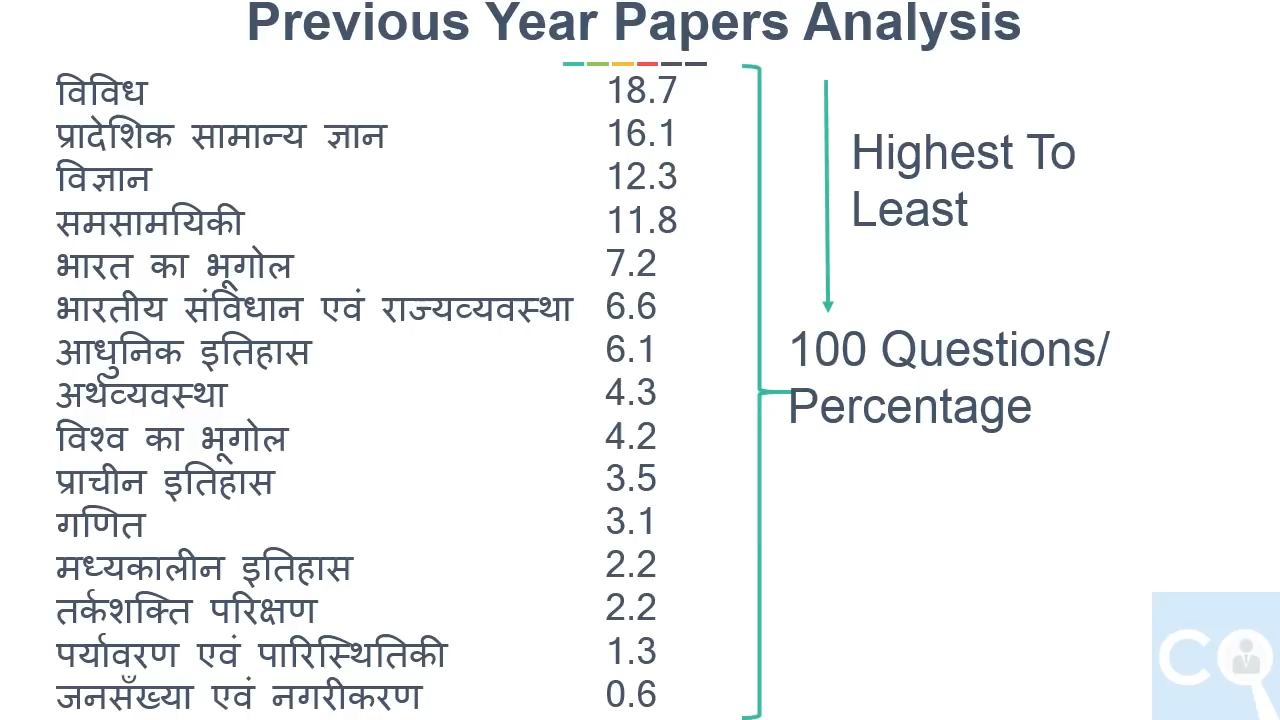 Previous Year Papers Analysis
विविध 18.7
प्रादेशिक सामान्य ज्ञान 16.1
विज्ञान 12.3
समसामयिकी 11.8
भारत का भूगोल 7.2
भारतीय संविधान एवं राज्यव्यवस्था 6.6
आधुनिक इतिहास 6.1
अर्थव्यवस्था 4.3
विश्व का भूगोल 4.2
प्राचीन इतिहास 3.5
गणित 3.1
मध्यकालीन इतिहास 2.2
तर्कशक्ति परिक्षण 2.2
पर्यावरण एवं पारिस्थितिकी 1.3
जनसँख्या एवं नगरीकरण 0.6
Highest To
Least
100 Questions/
Percentage